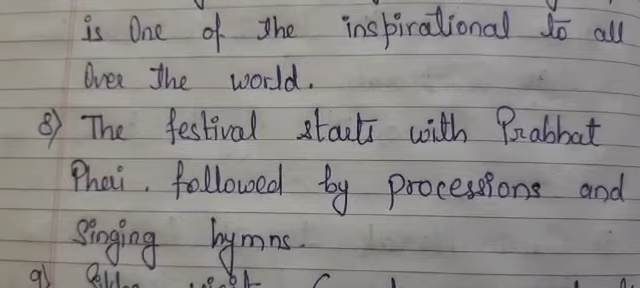 is One of the inspirational to all
Over The world.
8) The festival starts with Prabhat
Pheri. followed by processions and
Singing hymns.
9)